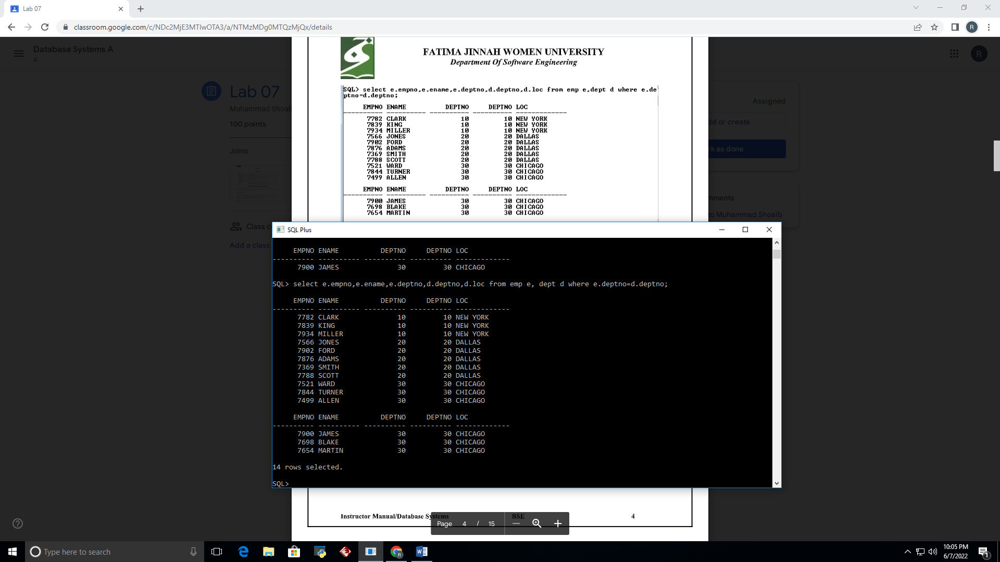 Lab 07
classroom.google.com/c/NDc2MjE3MTIwOTA3/a/NTMzMDg0MTQzMjQx/details
R
Database Systems A
A
R
Lab 07
Muhammad Shoai
100 points
Joins
Class c
Add a class
Assigned
dd or create
rk as done
mments
to Muhammad Shoaib
FATIMA JINNAH WOMEN UNIVERSITY
Department Of Software Engineering
SQL> select e.empno,e.ename,e.deptno,d.deptno,d.loc from emp e,dept d where e.de
ptno=d.deptno;
EMPNO ENAME DEPTNO DEPTNO LOC
---------- ---------- ---------- ---------- -------------
7782 CLARK 10 10 NEW YORK
7839 KING 10 10 NEW YORK
7934 MILLER 10 10 NEW YORK
7566 JONES 20 20 DALLAS
7902 FORD 20 20 DALLAS
7876 ADAMS 20 20 DALLAS
7369 SMITH 20 20 DALLAS
7788 SCOTT 20 20 DALLAS
7521 WARD 30 30 CHICAGO
7844 TURNER 30 30 CHICAGO
7499 ALLEN 30 30 CHICAGO
EMPNO ENAME DEPTNO DEPTNO LOC
---------- ---------- ---------- ---------- -------------
7900 JAMES 30 30 CHICAGO
7698 BLAKE 30 30 CHICAGO
7654 MARTIN 30 30 CHICAGO
SQL Plus
EMPNO ENAME DEPTNO DEPTNO LOC
---------- ---------- ---------- ---------- -------------
7900 JAMES 30 30 CHICAGO
SQL> select e.empno,e.ename,e.deptno,d.deptno,d.loc from emp e, dept d where e.deptno=d.deptno;
EMPNO ENAME DEPTNO DEPTNO LOC
---------- ---------- ---------- ---------- -------------
7782 CLARK 10 10 NEW YORK
7839 KING 10 10 NEW YORK
7934 MILLER 10 10 NEW YORK
7566 JONES 20 20 DALLAS
7902 FORD 20 20 DALLAS
7876 ADAMS 20 20 DALLAS
7369 SMITH 20 20 DALLAS
7788 SCOTT 20 20 DALLAS
7521 WARD 30 30 CHICAGO
7844 TURNER 30 30 CHICAGO
7499 ALLEN 30 30 CHICAGO
EMPNO ENAME DEPTNO DEPTNO LOC
---------- ---------- ---------- ---------- -------------
7900 JAMES 30 30 CHICAGO
7698 BLAKE 30 30 CHICAGO
7654 MARTIN 30 30 CHICAGO
14 rows selected.
SQL>
Instructor Manual/Database Systems BSE 4
Page 4 / 15
Type here to search
10:05 PM
6/7/2022
1